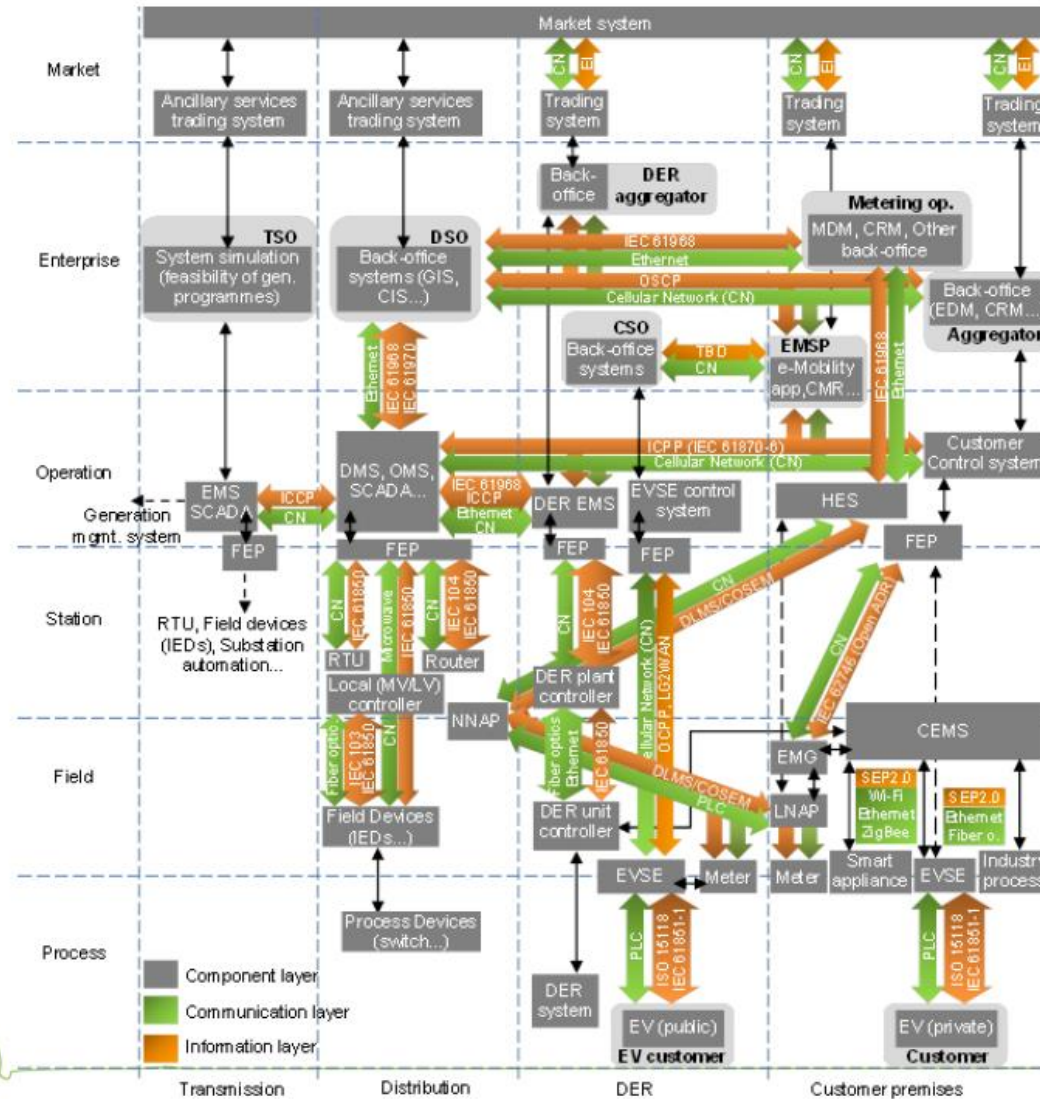 Market system
Market
CN
EI
CN
EI
CN
EI
Ancillary services
trading system
Ancillary services
trading system
Trading
system
Trading
system
Trading
system
Enterprise
Back-
office
DER
aggregator
TSO
System simulation
(feasibility of gen.
programmes)
DSO
Back-office
systems (GIS,
CIS...)
Metering op.
MDM, CRM, Other
back-office
IEC 61968
Ethernet
OSCP
Cellular Network (CN)
Back-office
(EDM, CRM...
Aggregator
CSO
Back-office
systems
TBD
CN
EMSP
e-Mobility
app,CMR...
Ethernet
IEC 61968
IEC 61970
IEC 61968
Ethernet
Operation
ICPP (IEC 61870-6)
Cellular Network (CN)
Customer
Control system
DMS, OMS,
SCADA...
EMS
SCADA
ICCP
CN
IEC 61968
ICCP
Ethernet
CN
DER EMS
EVSE control
system
HES
Generation
mgmt. system
FEP
FEP
FEP
FEP
FEP
Station
RTU, Field devices
(IEDs), Substation
automation...
CN
IEC 61850
Microwave
IEC 61850
CN
IEC 104
IEC 61850
CN
IEC 104
IEC 61850
CN
DLMS/COSEM
CN
IEC 62746 (Open ADR)
RTU
Router
Local (MV/LV)
controller
DER plant
controller
NNAP
ellular Network (CN)
OCPP, LG2WAN
Field
Fiber optics
IEC 103
IEC 61850
CN
Fiber optios
Ethernet
IEC 61850
DLMS/COSEM
PLC
EMG
CEMS
LNAP
SEP2.0
Wi-Fi
Ethernet
ZigBee
SEP2.0
Ethernet
Fiber o.
Field Devices
(IEDs...)
DER unit
controller
EVSE
Meter
Meter
Smart
appliance
EVSE
Industry
process
Process
Process Devices
(switch...)
DER
system
PLC
ISO 15118
IEC 61851-1
PLC
ISO 15118
IEC 61851-1
EV (public)
EV customer
EV (private)
Customer
Component layer
Communication layer
Information layer
Transmission
Distribution
DER
Customer premises